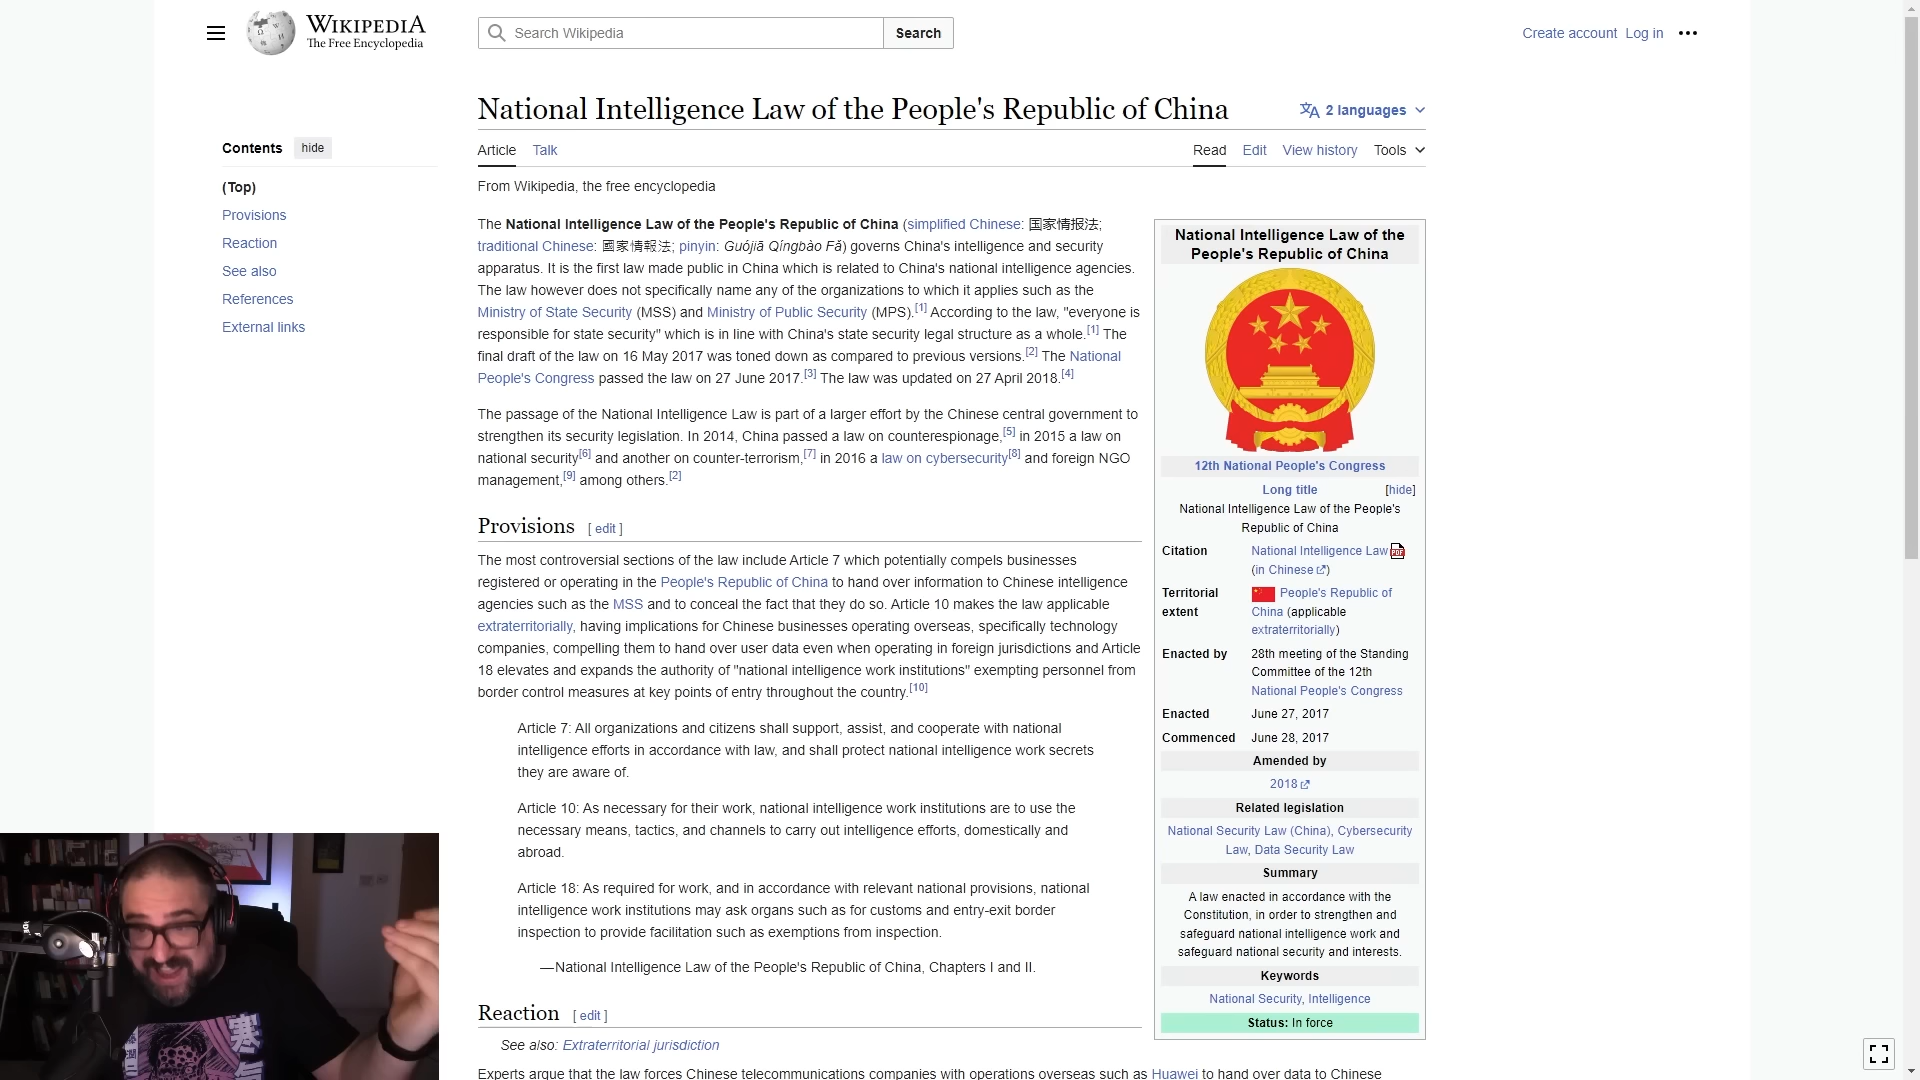 WIKIPEDIA
The Free Encyclopedia
Search Wikipedia
Search
Create account Log in
National Intelligence Law of the People's Republic of China
2 languages
Contents hide
(Top)
Provisions
Reaction
See also
References
External links
Article Talk
Read Edit View history Tools
From Wikipedia, the free encyclopedia
The National Intelligence Law of the People's Republic of China (simplified Chinese: 国家情报法;
traditional Chinese: 國家情報法; pinyin: Guójiā Qíngbào Fǎ) governs China's intelligence and security
apparatus. It is the first law made public in China which is related to China's national intelligence agencies.
The law however does not specifically name any of the organizations to which it applies such as the
Ministry of State Security (MSS) and Ministry of Public Security (MPS).[1] According to the law, "everyone is
responsible for state security" which is in line with China's state security legal structure as a whole.[1] The
final draft of the law on 16 May 2017 was toned down as compared to previous versions.[2] The National
People's Congress passed the law on 27 June 2017.[3] The law was updated on 27 April 2018.[4]
The passage of the National Intelligence Law is part of a larger effort by the Chinese central government to
strengthen its security legislation. In 2014, China passed a law on counterespionage,[5] in 2015 a law on
national security[6] and another on counter-terrorism,[7] in 2016 a law on cybersecurity[8] and foreign NGO
management,[9] among others.[2]
Provisions [ edit ]
The most controversial sections of the law include Article 7 which potentially compels businesses
registered or operating in the People's Republic of China to hand over information to Chinese intelligence
agencies such as the MSS and to conceal the fact that they do so. Article 10 makes the law applicable
extraterritorially, having implications for Chinese businesses operating overseas, specifically technology
companies, compelling them to hand over user data even when operating in foreign jurisdictions and Article
18 elevates and expands the authority of "national intelligence work institutions" exempting personnel from
border control measures at key points of entry throughout the country.[10]
Article 7: All organizations and citizens shall support, assist, and cooperate with national
intelligence efforts in accordance with law, and shall protect national intelligence work secrets
they are aware of.
Article 10: As necessary for their work, national intelligence work institutions are to use the
necessary means, tactics, and channels to carry out intelligence efforts, domestically and
abroad.
Article 18: As required for work, and in accordance with relevant national provisions, national
intelligence work institutions may ask organs such as for customs and entry-exit border
inspection to provide facilitation such as exemptions from inspection.
—National Intelligence Law of the People's Republic of China, Chapters I and II.
Reaction [ edit ]
See also: Extraterritorial jurisdiction
Experts argue that the law forces Chinese telecommunications companies with operations overseas such as Huawei to hand over data to Chinese
National Intelligence Law of the
People's Republic of China
12th National People's Congress
Long title [hide]
National Intelligence Law of the People's
Republic of China
Citation National Intelligence Law
(in Chinese)
Territorial People's Republic of
extent China (applicable
extraterritorially)
Enacted by 28th meeting of the Standing
Committee of the 12th
National People's Congress
Enacted June 27, 2017
Commenced June 28, 2017
Amended by
2018
Related legislation
National Security Law (China), Cybersecurity
Law, Data Security Law
Summary
A law enacted in accordance with the
Constitution, in order to strengthen and
safeguard national intelligence work and
safeguard national security and interests.
Keywords
National Security, Intelligence
Status: In force